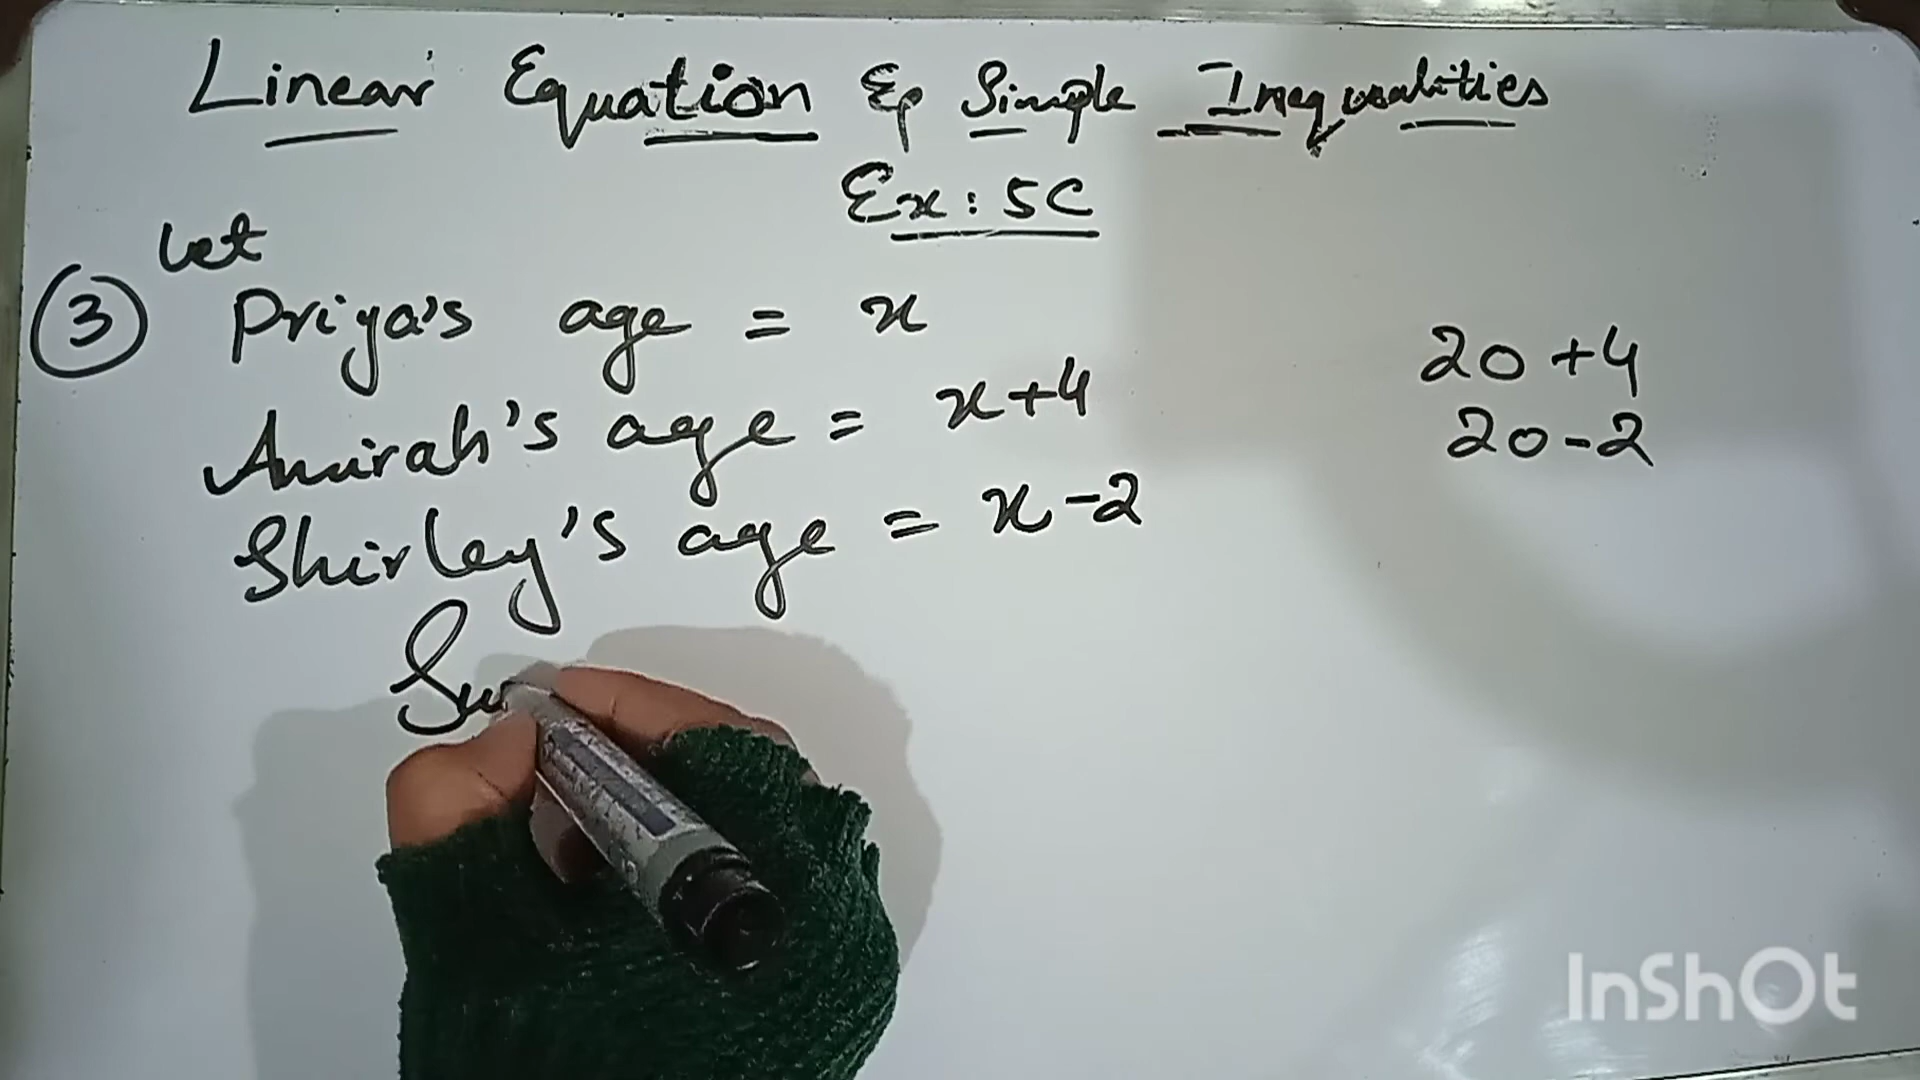 Linear Equation & Simple Inequalities
Ex: 5C
Let
③ Priya's age = x
Amirah's age = x+4
Shirley's age = x-2
Su
20 +4
20-2
InShOt